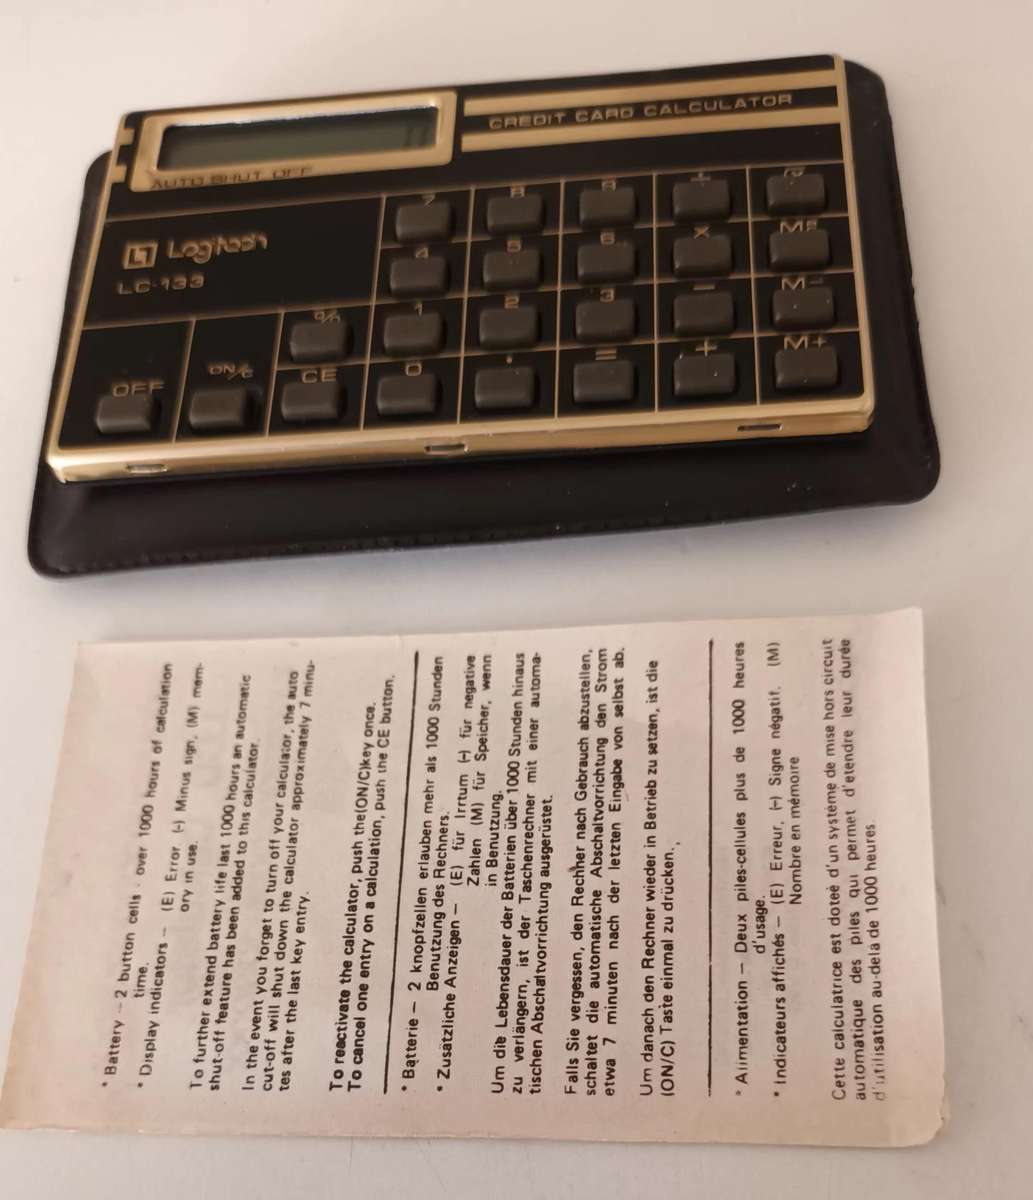 CREDIT CARD CALCULATOR
AUTO SHUT OFF
Logitech
LC-133
7 8 9 ÷
4 5 6 ×
% 1 2 3 − M−
OFF ON/C CE 0 . = + M+
* Battery — 2 button cells - over 1000 hours of calculation
time.
* Display indicators — (E) Error (-) Minus sign, (M) mem-
ory in use.
To further extend battery life last 1000 hours an automatic
shut-off feature has been added to this calculator.
In the event you forget to turn off your calculator, the auto
cut-off will shut down the calculator approximately 7 minu-
tes after the last key entry.
To reactivate the calculator, push the(ON/C)key once.
To cancel one entry on a calculation, push the CE button.
* Batterie — 2 knopfzellen erlauben mehr als 1000 Stunden
Benutzung des Rechners.
* Zusätzliche Anzeigen — (E) für Irrtum (-) für negative
Zahlen (M) für Speicher, wenn
in Benutzung.
Um die Lebensdauer der Batterien über 1000 Stunden hinaus
zu verlängern, ist der Taschenrechner mit einer automa-
tischen Abschaltvorrichtung ausgerüstet.
Falls Sie vergessen, den Rechner nach Gebrauch abzustellen,
schaltet die automatische Abschaltvorrichtung den Strom
etwa 7 minuten nach der letzten Eingabe von selbst ab.
Um danach den Rechner wieder in Betrieb zu setzen, ist die
(ON/C) Taste einmal zu drücken.
* Alimentation — Deux piles-cellules plus de 1000 heures
d'usage.
* Indicateurs affichés — (E) Erreur, (-) Signe négatif, (M)
Nombre en mémoire
Cette calculatrice est doteé d'un système de mise hors circuit
automatique des piles qui permet d'etendre leur durée
d'utilisation au-delà de 1000 heures